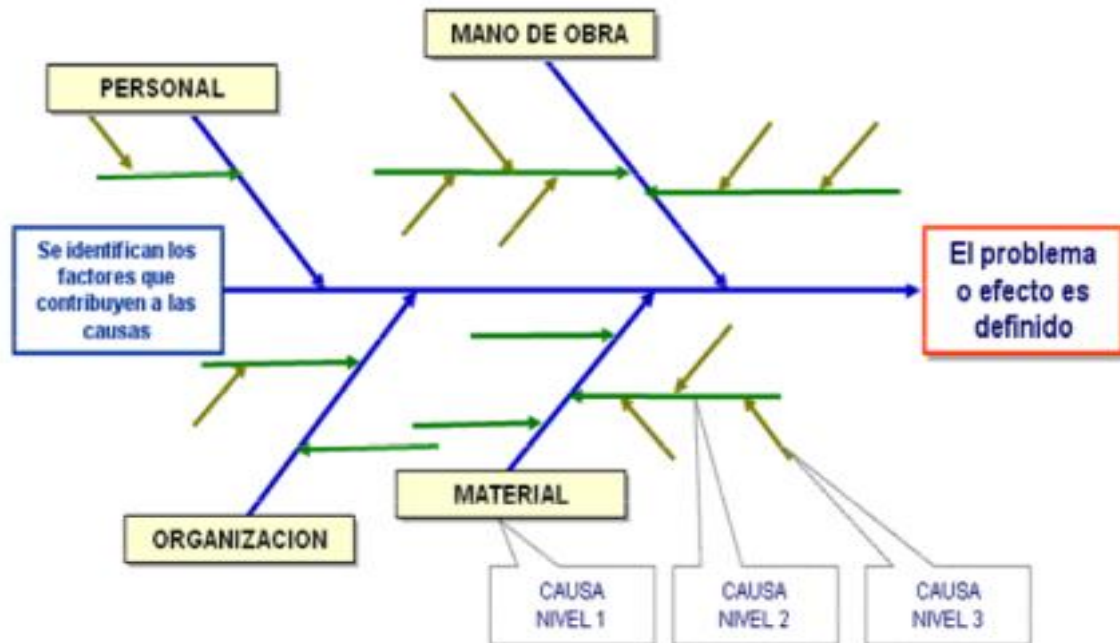 MANO DE OBRA
PERSONAL
Se identifican los
factores que
contribuyen a las
causas
El problema
o efecto es
definido
MATERIAL
ORGANIZACION
CAUSA
NIVEL 1
CAUSA
NIVEL 2
CAUSA
NIVEL 3